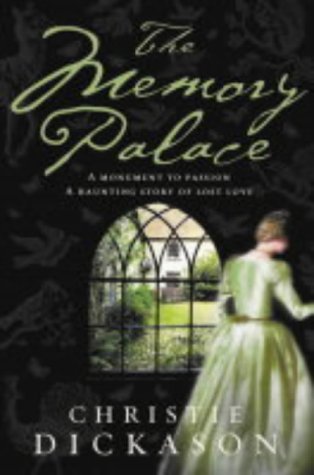 The
Memory
Palace
A MONUMENT TO PASSION
A HAUNTING STORY OF LOST LOVE
CHRISTIE
DICKASON